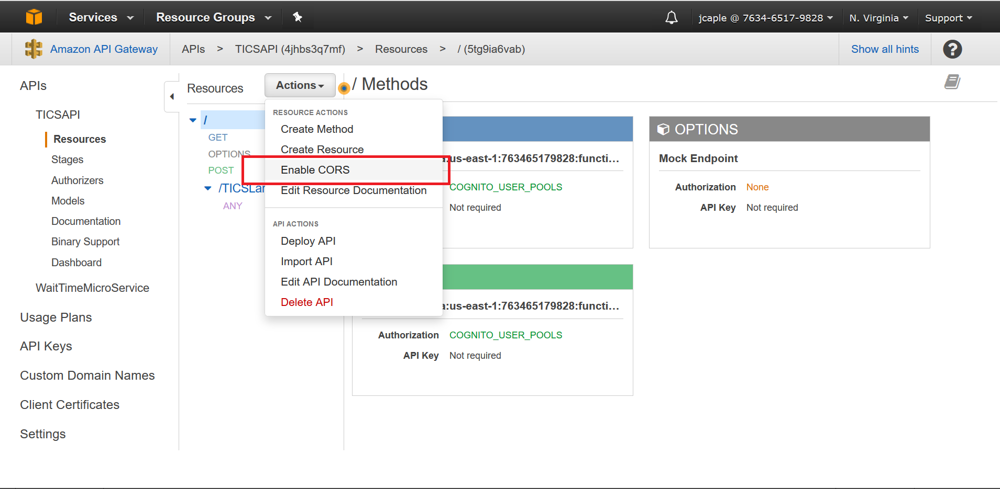 Services
Resource Groups
jcaple @ 7634-6517-9828
N. Virginia
Support
Amazon API Gateway
APIs > TICSAPI (4jhbs3q7mf) > Resources > / (5tg9ia6vab)
Show all hints
?
APIs
TICSAPI
Resources
Stages
Authorizers
Models
Documentation
Binary Support
Dashboard
WaitTimeMicroService
Usage Plans
API Keys
Custom Domain Names
Client Certificates
Settings
Resources
Actions
/
GET
OPTIONS
POST
/TICSLar
ANY
RESOURCE ACTIONS
Create Method
Create Resource
Enable CORS
Edit Resource Documentation
API ACTIONS
Deploy API
Import API
Edit API Documentation
Delete API
/ Methods
a:us-east-1:763465179828:functi...
COGNITO_USER_POOLS
Not required
OPTIONS
Mock Endpoint
Authorization None
API Key Not required
a:us-east-1:763465179828:functi...
Authorization COGNITO_USER_POOLS
API Key Not required